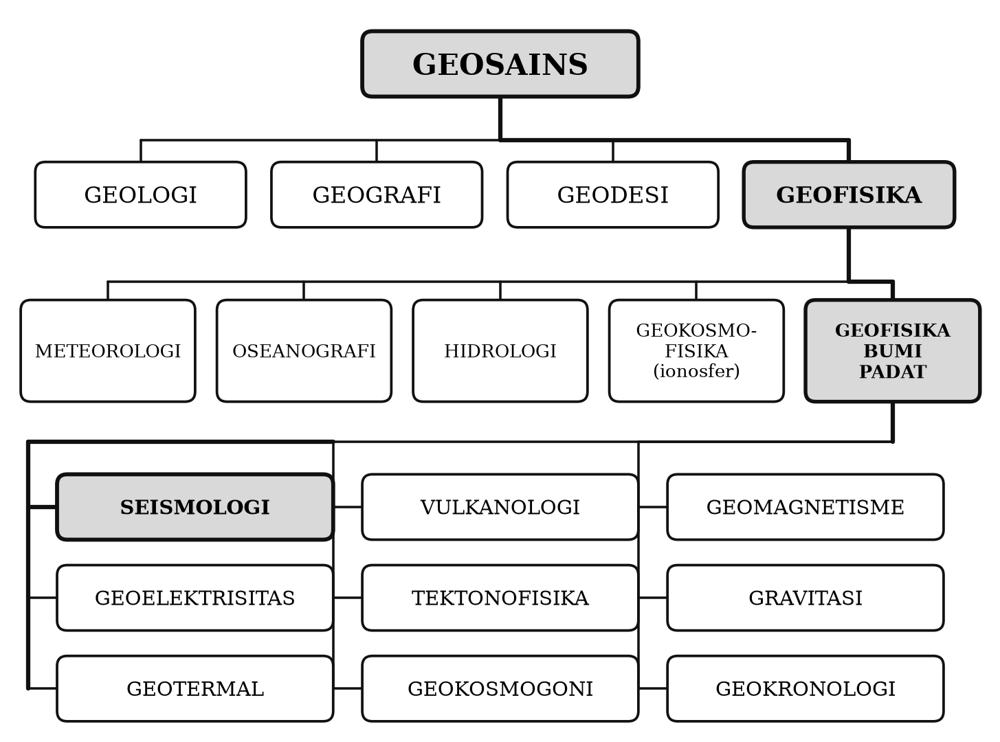 GEOSAINS
GEOLOGI
GEOGRAFI
GEODESI
GEOFISIKA
METEOROLOGI
OSEANOGRAFI
HIDROLOGI
GEOKOSMO-
FISIKA
(ionosfer)
GEOFISIKA
BUMI
PADAT
SEISMOLOGI
VULKANOLOGI
GEOMAGNETISME
GEOELEKTRISITAS
TEKTONOFISIKA
GRAVITASI
GEOTERMAL
GEOKOSMOGONI
GEOKRONOLOGI